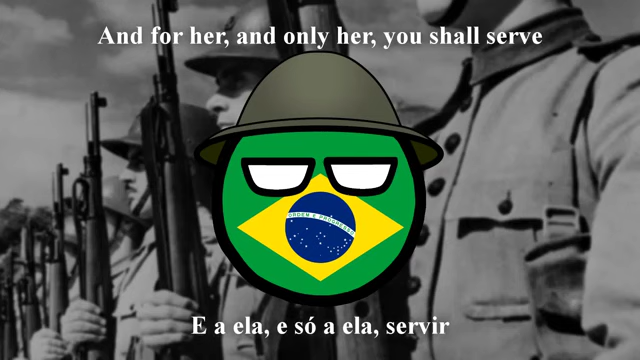 And for her, and only her, you shall serve
ORDEM E PROGRESSO
E a ela, e só a ela, servir